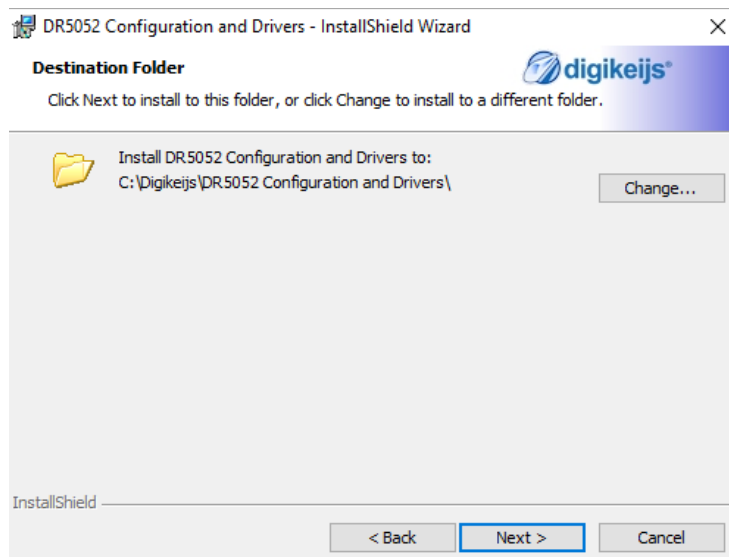 DR5052 Configuration and Drivers - InstallShield Wizard
Destination Folder
digikeijs®
Click Next to install to this folder, or click Change to install to a different folder.
Install DR5052 Configuration and Drivers to:
C:\Digikeijs\DR5052 Configuration and Drivers\
Change...
InstallShield
< Back
Next >
Cancel